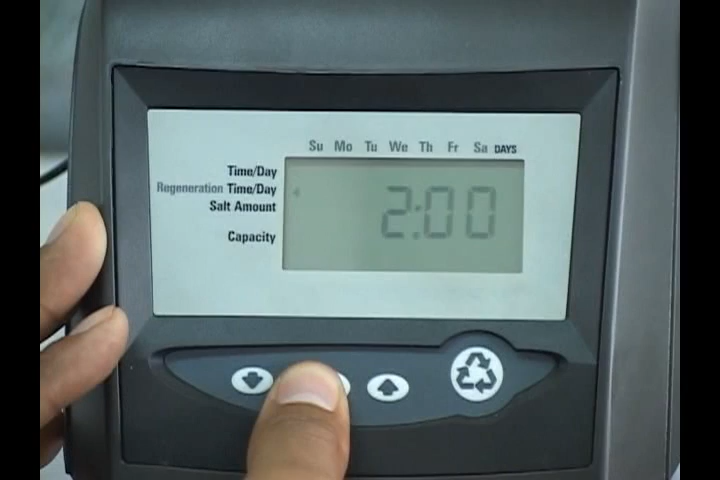 Su Mo Tu We Th Fr Sa DAYS
Time/Day
Regeneration Time/Day
Salt Amount
Capacity
2:00